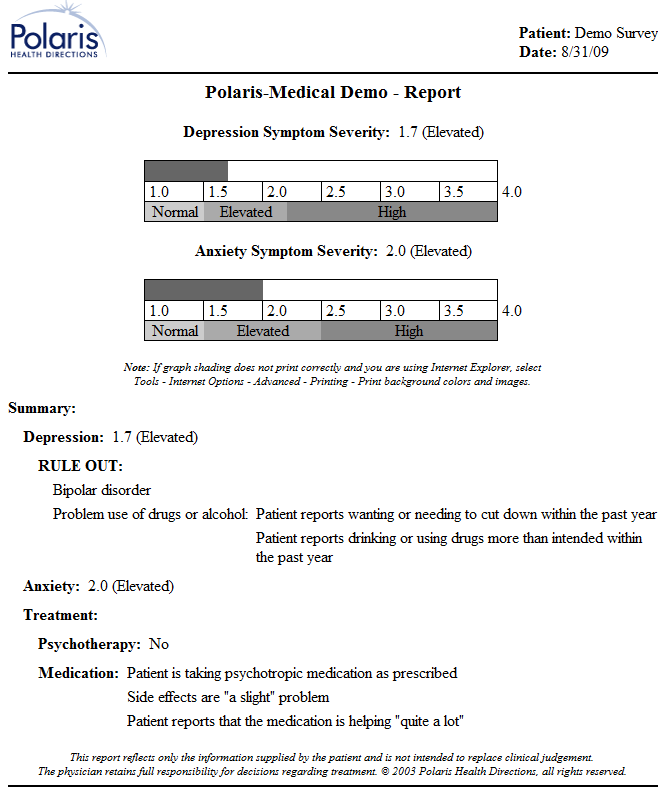 Polaris
HEALTH DIRECTIONS
Patient: Demo Survey
Date: 8/31/09
Polaris-Medical Demo - Report
Depression Symptom Severity: 1.7 (Elevated)
1.0 1.5 2.0 2.5 3.0 3.5 4.0
Normal Elevated High
Anxiety Symptom Severity: 2.0 (Elevated)
1.0 1.5 2.0 2.5 3.0 3.5 4.0
Normal Elevated High
Note: If graph shading does not print correctly and you are using Internet Explorer, select
Tools - Internet Options - Advanced - Printing - Print background colors and images.
Summary:
Depression: 1.7 (Elevated)
RULE OUT:
Bipolar disorder
Problem use of drugs or alcohol: Patient reports wanting or needing to cut down within the past year
Patient reports drinking or using drugs more than intended within
the past year
Anxiety: 2.0 (Elevated)
Treatment:
Psychotherapy: No
Medication: Patient is taking psychotropic medication as prescribed
Side effects are "a slight" problem
Patient reports that the medication is helping "quite a lot"
This report reflects only the information supplied by the patient and is not intended to replace clinical judgement.
The physician retains full responsibility for decisions regarding treatment. © 2003 Polaris Health Directions, all rights reserved.